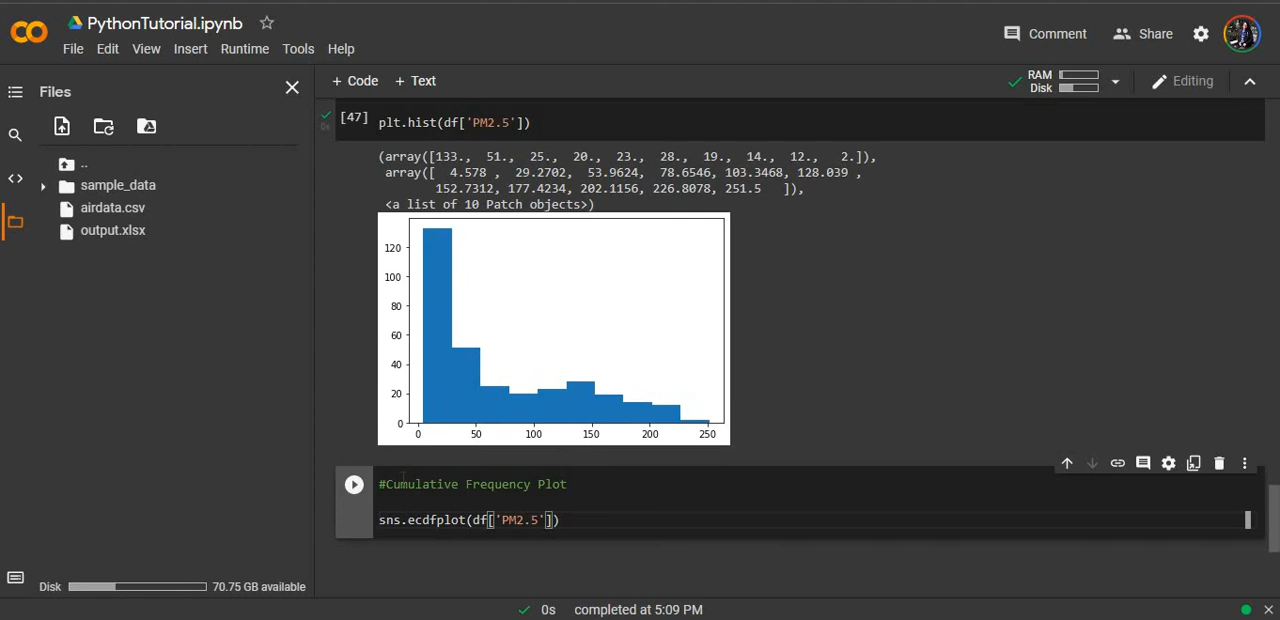 PythonTutorial.ipynb
File Edit View Insert Runtime Tools Help
Comment Share
Files
+ Code + Text
RAM
Disk
Editing
..
sample_data
airdata.csv
output.xlsx
[47] plt.hist(df['PM2.5'])
0s
(array([133., 51., 25., 20., 23., 28., 19., 14., 12., 2.]),
array([ 4.578 , 29.2702, 53.9624, 78.6546, 103.3468, 128.039 ,
152.7312, 177.4234, 202.1156, 226.8078, 251.5 ]),
<a list of 10 Patch objects>)
120
100
80
60
40
20
0
0 50 100 150 200 250
#Cumulative Frequency Plot
sns.ecdfplot(df['PM2.5'])
Disk 70.75 GB available
0s completed at 5:09 PM